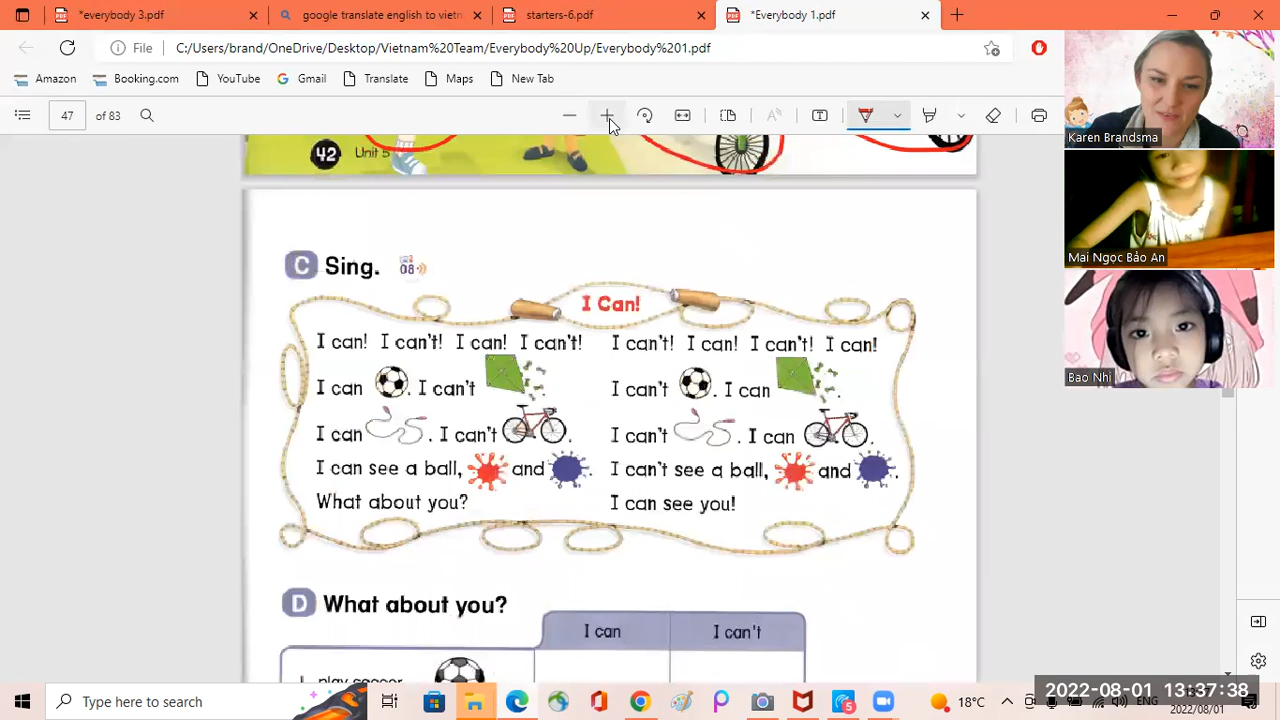 *everybody 3.pdf
google translate english to vietn
starters-6.pdf
*Everybody 1.pdf
File
C:/Users/brand/OneDrive/Desktop/Vietnam%20Team/Everybody%20Up/Everybody%201.pdf
Amazon
Booking.com
YouTube
Gmail
Translate
Maps
New Tab
47
of 83
42 Unit 5
C Sing. 08
I Can!
I can! I can't! I can! I can't!
I can . I can't .
I can . I can't .
I can see a ball, and .
What about you?
I can't! I can! I can't! I can!
I can't . I can .
I can't . I can .
I can't see a ball, and .
I can see you!
D What about you?
I can
I can't
play soccer
Karen Brandsma
Mai Ngọc Bảo An
Bao Nhi
Type here to search
5
18°C
ENG
2022-08-01 13:37:38
2022/08/01